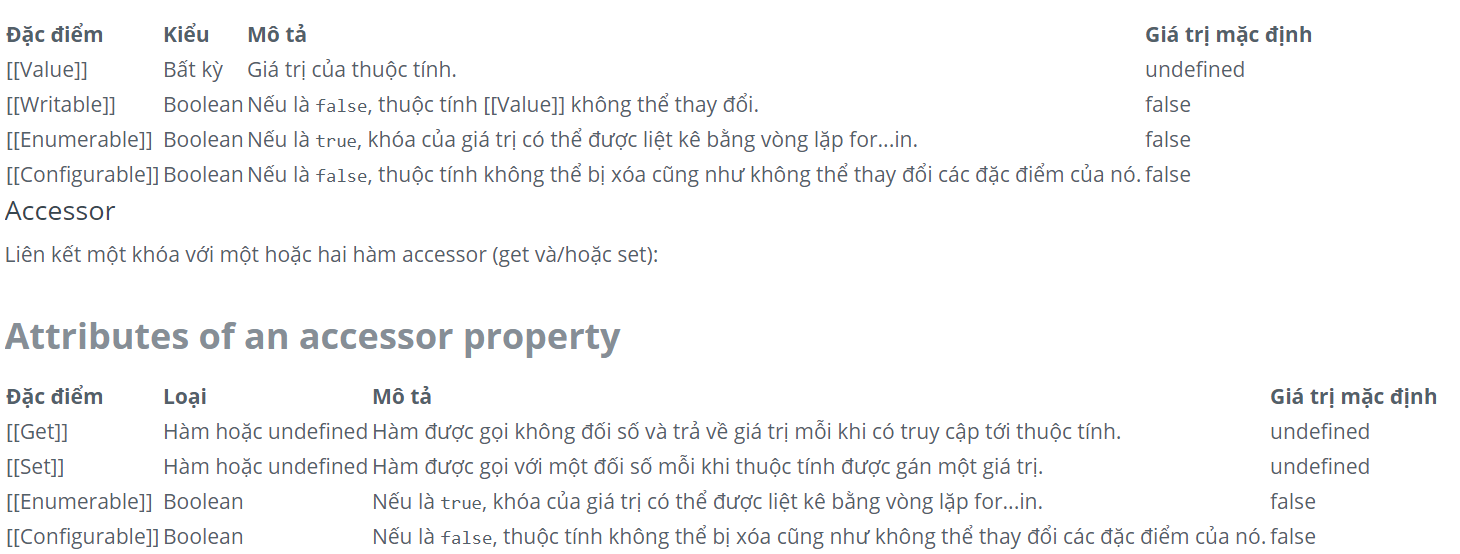 Đặc điểm Kiểu Mô tả Giá trị mặc định
[[Value]] Bất kỳ Giá trị của thuộc tính. undefined
[[Writable]] Boolean Nếu là false, thuộc tính [[Value]] không thể thay đổi. false
[[Enumerable]] Boolean Nếu là true, khóa của giá trị có thể được liệt kê bằng vòng lặp for...in. false
[[Configurable]] Boolean Nếu là false, thuộc tính không thể bị xóa cũng như không thể thay đổi các đặc điểm của nó. false
Accessor
Liên kết một khóa với một hoặc hai hàm accessor (get và/hoặc set):
Attributes of an accessor property
Đặc điểm Loại Mô tả Giá trị mặc định
[[Get]] Hàm hoặc undefined Hàm được gọi không đối số và trả về giá trị mỗi khi có truy cập tới thuộc tính. undefined
[[Set]] Hàm hoặc undefined Hàm được gọi với một đối số mỗi khi thuộc tính được gán một giá trị. undefined
[[Enumerable]] Boolean Nếu là true, khóa của giá trị có thể được liệt kê bằng vòng lặp for...in. false
[[Configurable]] Boolean Nếu là false, thuộc tính không thể bị xóa cũng như không thể thay đổi các đặc điểm của nó. false